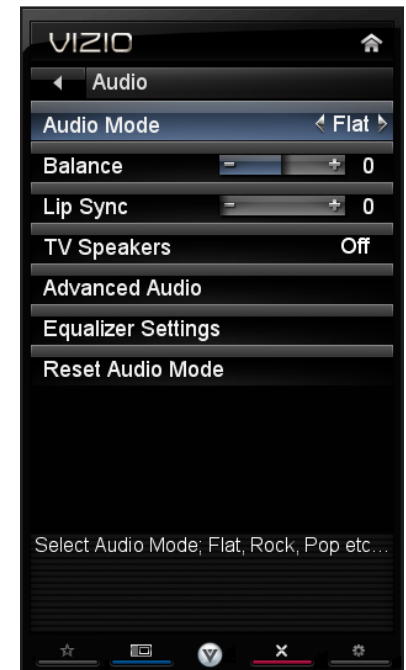 VIZIO
Audio
Audio Mode Flat
Balance - + 0
Lip Sync - + 0
TV Speakers Off
Advanced Audio
Equalizer Settings
Reset Audio Mode
Select Audio Mode; Flat, Rock, Pop etc...
V